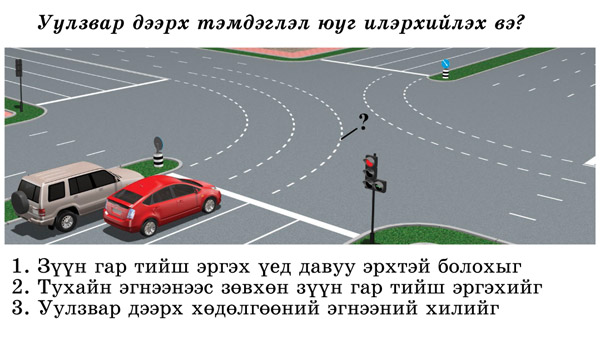 Уулзвар дээрх тэмдэглэл юуг илэрхийлэх вэ?
?
1. Зүүн гар тийш эргэх үед давуу эрхтэй болохыг
2. Тухайн эгнээнээс зөвхөн зүүн гар тийш эргэхийг
3. Уулзвар дээрх хөдөлгөөний эгнээний хилийг